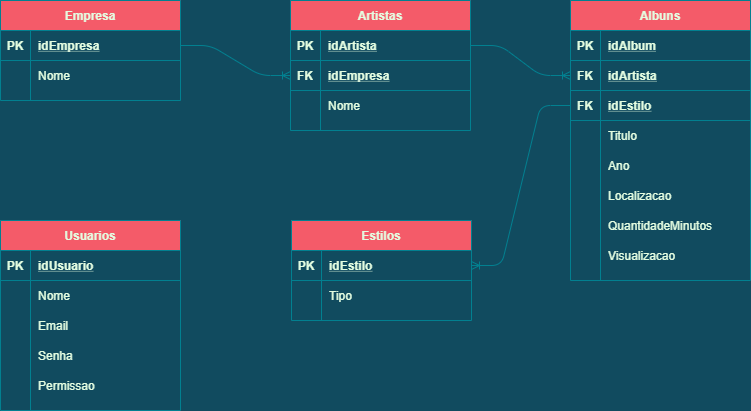 Empresa
PK idEmpresa
Nome
Artistas
PK idArtista
FK idEmpresa
Nome
Albuns
PK idAlbum
FK idArtista
FK idEstilo
Titulo
Ano
Localizacao
QuantidadeMinutos
Visualizacao
Usuarios
PK idUsuario
Nome
Email
Senha
Permissao
Estilos
PK idEstilo
Tipo